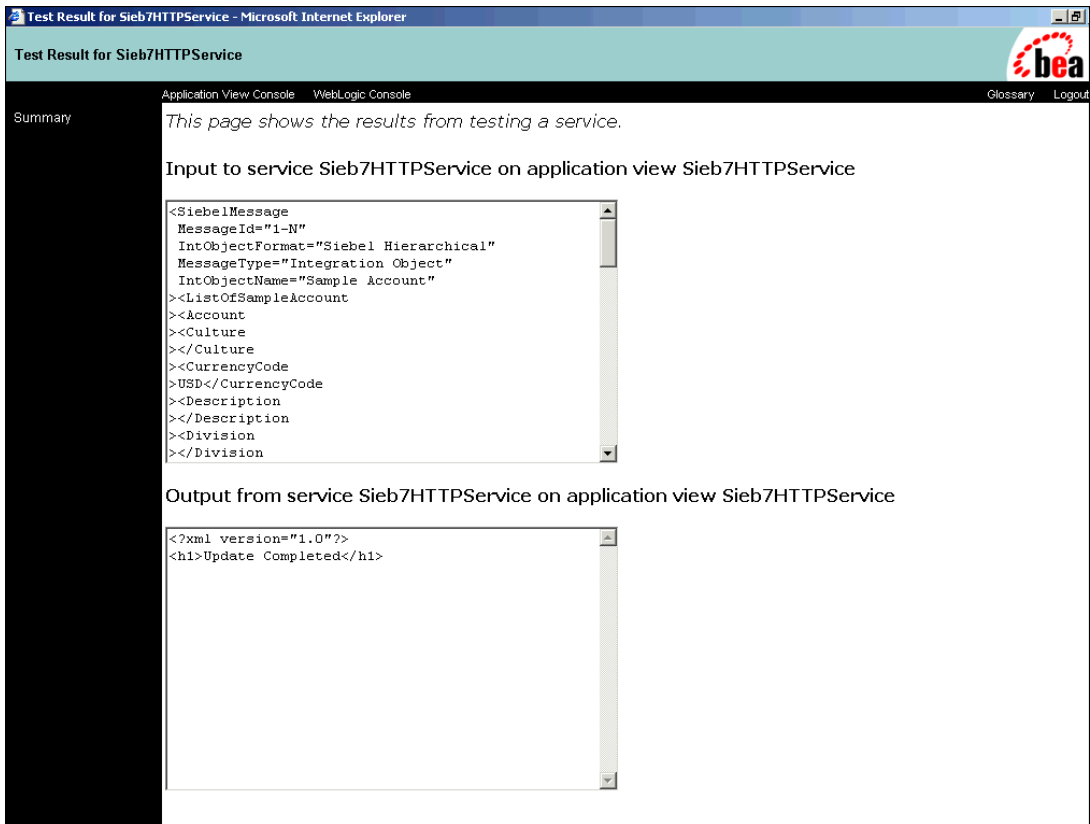 Test Result for Sieb7HTTPService - Microsoft Internet Explorer
Test Result for Sieb7HTTPService
bea
Application View Console WebLogic Console Glossary Logout
Summary
This page shows the results from testing a service.
Input to service Sieb7HTTPService on application view Sieb7HTTPService
<SiebelMessage
MessageId="1-N"
IntObjectFormat="Siebel Hierarchical"
MessageType="Integration Object"
IntObjectName="Sample Account"
><ListOfSampleAccount
><Account
><Culture
></Culture
><CurrencyCode
>USD</CurrencyCode
><Description
></Description
><Division
></Division
Output from service Sieb7HTTPService on application view Sieb7HTTPService
<?xml version="1.0"?>
<h1>Update Completed</h1>